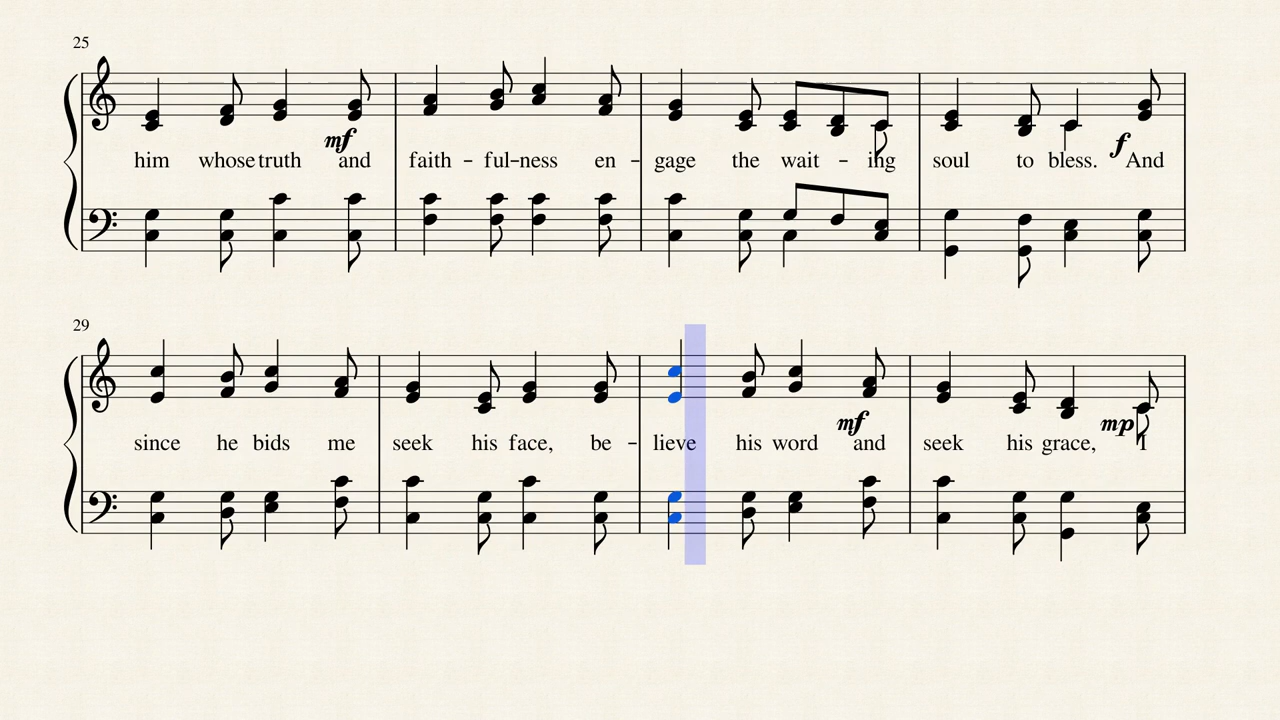 25
mf
him whose truth and faith - ful-ness en - gage the wait - ing soul to bless. And
f
29
mf
mp
since he bids me seek his face, be - lieve his word and seek his grace, I